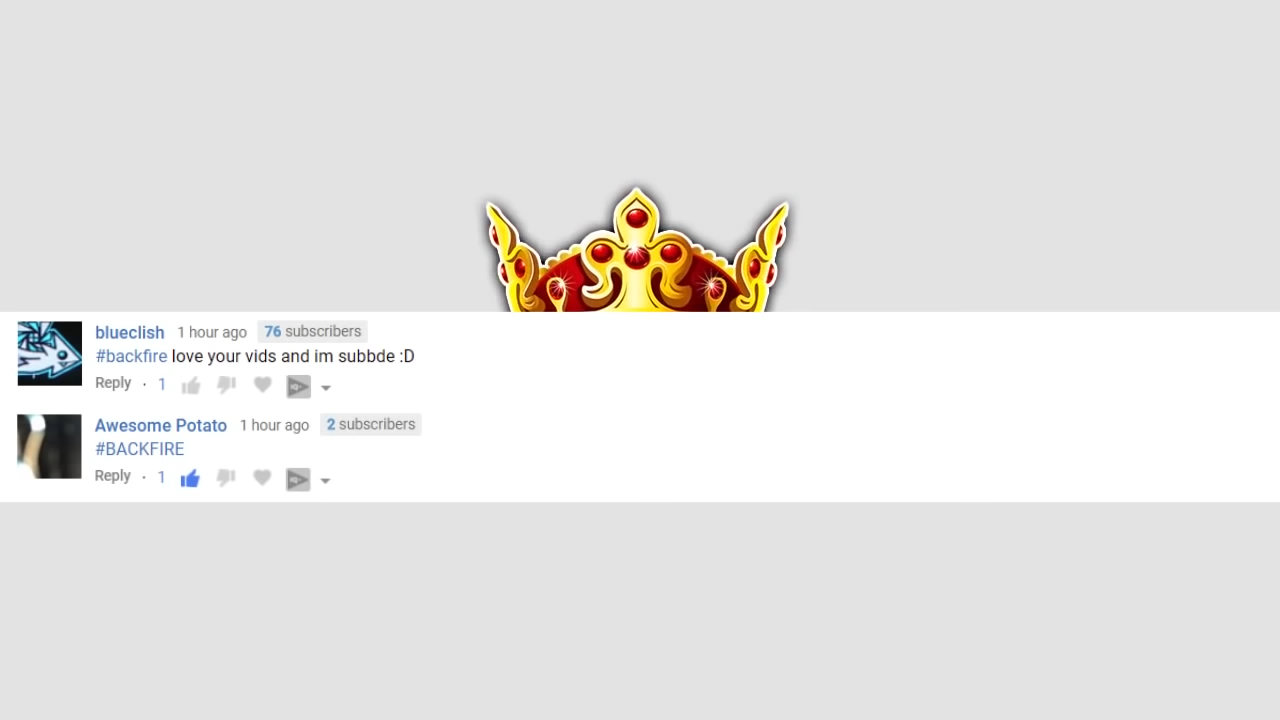 blueclish 1 hour ago 76 subscribers
#backfire love your vids and im subbde :D
Reply · 1
Awesome Potato 1 hour ago 2 subscribers
#BACKFIRE
Reply · 1